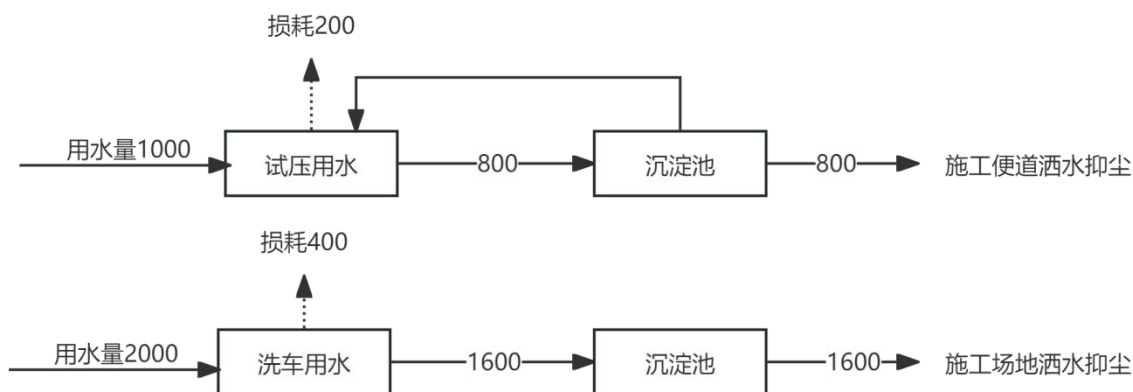 损耗200
用水量1000
试压用水
800
沉淀池
800
施工便道洒水抑尘
损耗400
用水量2000
洗车用水
1600
沉淀池
1600
施工场地洒水抑尘